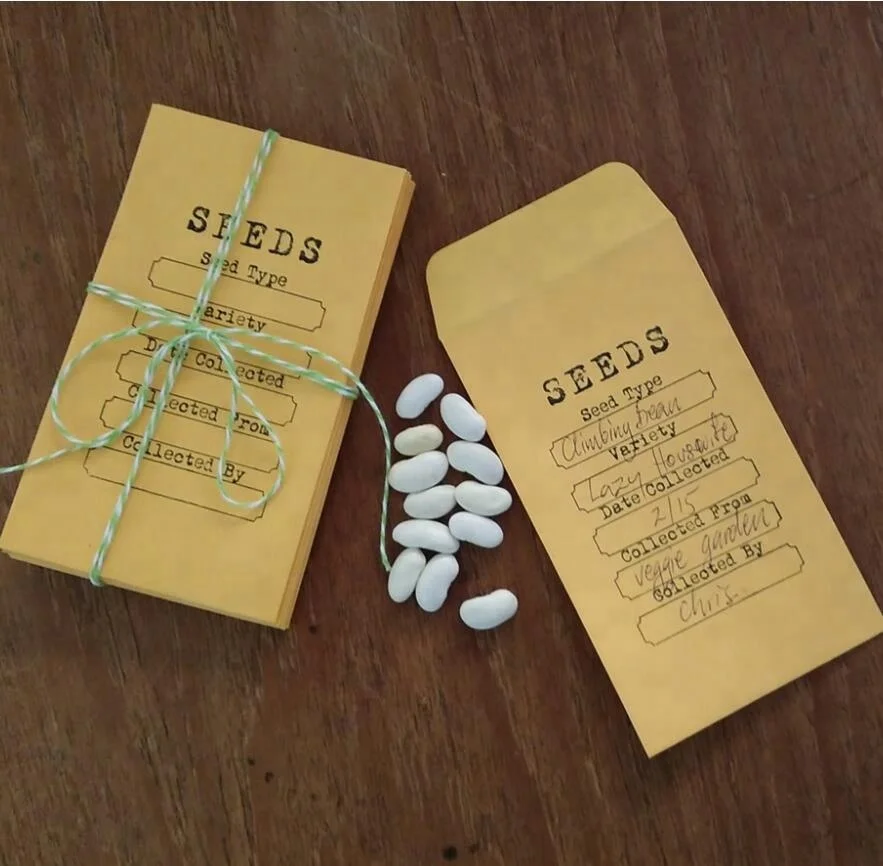 SEEDS
Seed Type
Variety
Date Collected
Collected From
Collected By
SEEDS
Seed Type
Climbing bean
Variety
Lazy Housewife
Date Collected
2/15
Collected From
veggie garden
Collected By
chris